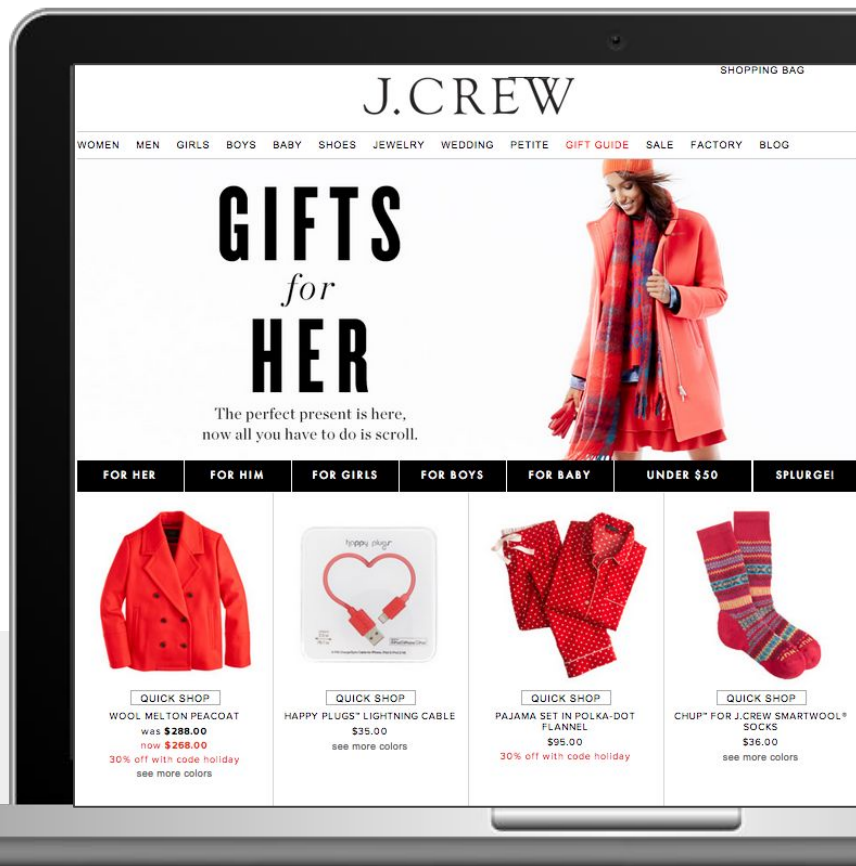 SHOPPING BAG
J.CREW
WOMEN MEN GIRLS BOYS BABY SHOES JEWELRY WEDDING PETITE GIFT GUIDE SALE FACTORY BLOG
GIFTS
for
HER
The perfect present is here,
now all you have to do is scroll.
FOR HER FOR HIM FOR GIRLS FOR BOYS FOR BABY UNDER $50 SPLURGE!
happy plugs
QUICK SHOP
WOOL MELTON PEACOAT
was $288.00
now $268.00
30% off with code holiday
see more colors
QUICK SHOP
HAPPY PLUGS™ LIGHTNING CABLE
$35.00
see more colors
QUICK SHOP
PAJAMA SET IN POLKA-DOT
FLANNEL
$95.00
30% off with code holiday
QUICK SHOP
CHUP™ FOR J.CREW SMARTWOOL®
SOCKS
$36.00
see more colors